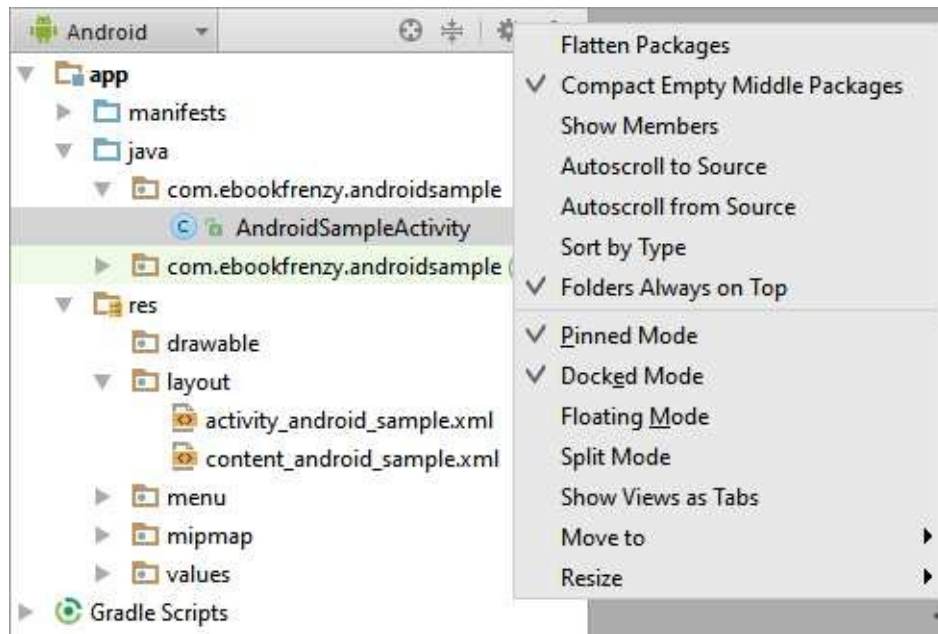 Android
app
manifests
java
com.ebookfrenzy.androidsample
AndroidSampleActivity
com.ebookfrenzy.androidsample (
res
drawable
layout
activity_android_sample.xml
content_android_sample.xml
menu
mipmap
values
Gradle Scripts
Flatten Packages
Compact Empty Middle Packages
Show Members
Autoscroll to Source
Autoscroll from Source
Sort by Type
Folders Always on Top
Pinned Mode
Docked Mode
Floating Mode
Split Mode
Show Views as Tabs
Move to
Resize